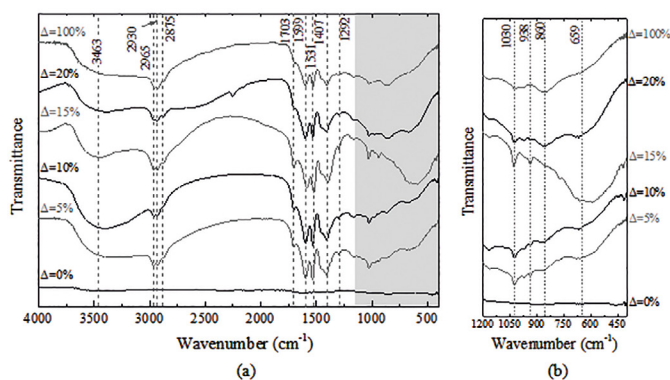 (a)
Δ=100%
Δ=20%
Δ=15%
Δ=10%
Δ=5%
Δ=0%
3463
2965
2930
2875
1703
1599
1531
1407
1292
Transmittance
4000 3500 3000 2500 2000 1500 1000 500
Wavenumber (cm⁻¹)
(a)
(b)
1030
938
860
659
Δ=100%
Δ=20%
Δ=15%
Δ=10%
Δ=5%
Δ=0%
Transmittance
1200 1050 900 750 600 450
Wavenumber (cm⁻¹)
(b)